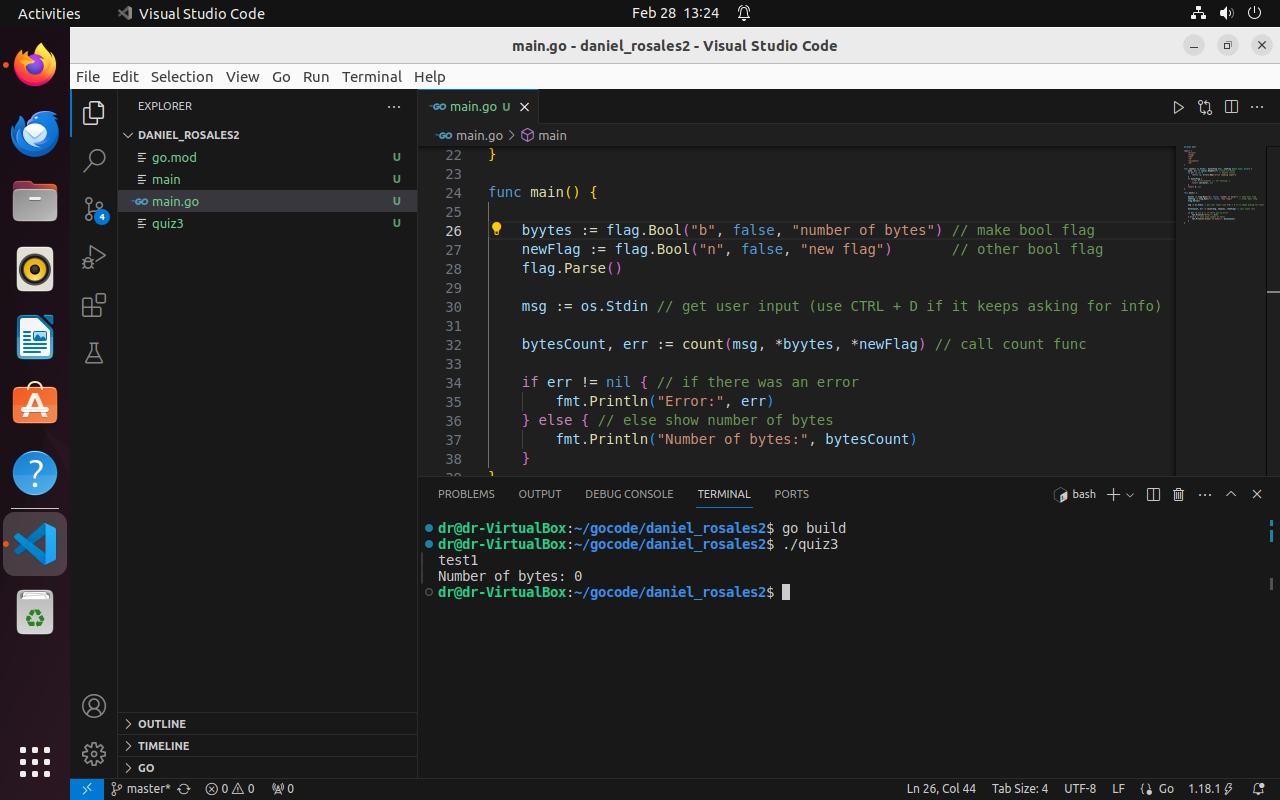 Activities
Visual Studio Code
Feb 28 13:24
main.go - daniel_rosales2 - Visual Studio Code
File Edit Selection View Go Run Terminal Help
EXPLORER
DANIEL_ROSALES2
go.mod U
main U
GO main.go U
quiz3 U
OUTLINE
TIMELINE
GO
4
GO main.go U
GO main.go > main
22 }
23
24 func main() {
25
26 byytes := flag.Bool("b", false, "number of bytes") // make bool flag
27 newFlag := flag.Bool("n", false, "new flag") // other bool flag
28 flag.Parse()
29
30 msg := os.Stdin // get user input (use CTRL + D if it keeps asking for info)
31
32 bytesCount, err := count(msg, *byytes, *newFlag) // call count func
33
34 if err != nil { // if there was an error
35 fmt.Println("Error:", err)
36 } else { // else show number of bytes
37 fmt.Println("Number of bytes:", bytesCount)
38 }
39 }
PROBLEMS OUTPUT DEBUG CONSOLE TERMINAL PORTS
bash
dr@dr-VirtualBox:~/gocode/daniel_rosales2$ go build
dr@dr-VirtualBox:~/gocode/daniel_rosales2$ ./quiz3
test1
Number of bytes: 0
dr@dr-VirtualBox:~/gocode/daniel_rosales2$
master* 0 0 0
Ln 26, Col 44 Tab Size: 4 UTF-8 LF Go 1.18.1